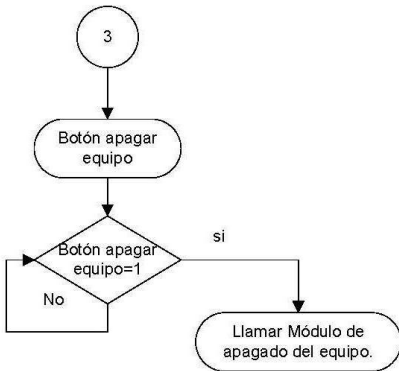 3
Botón apagar
equipo
Botón apagar
equipo=1
si
No
Llamar Módulo de
apagado del equipo.